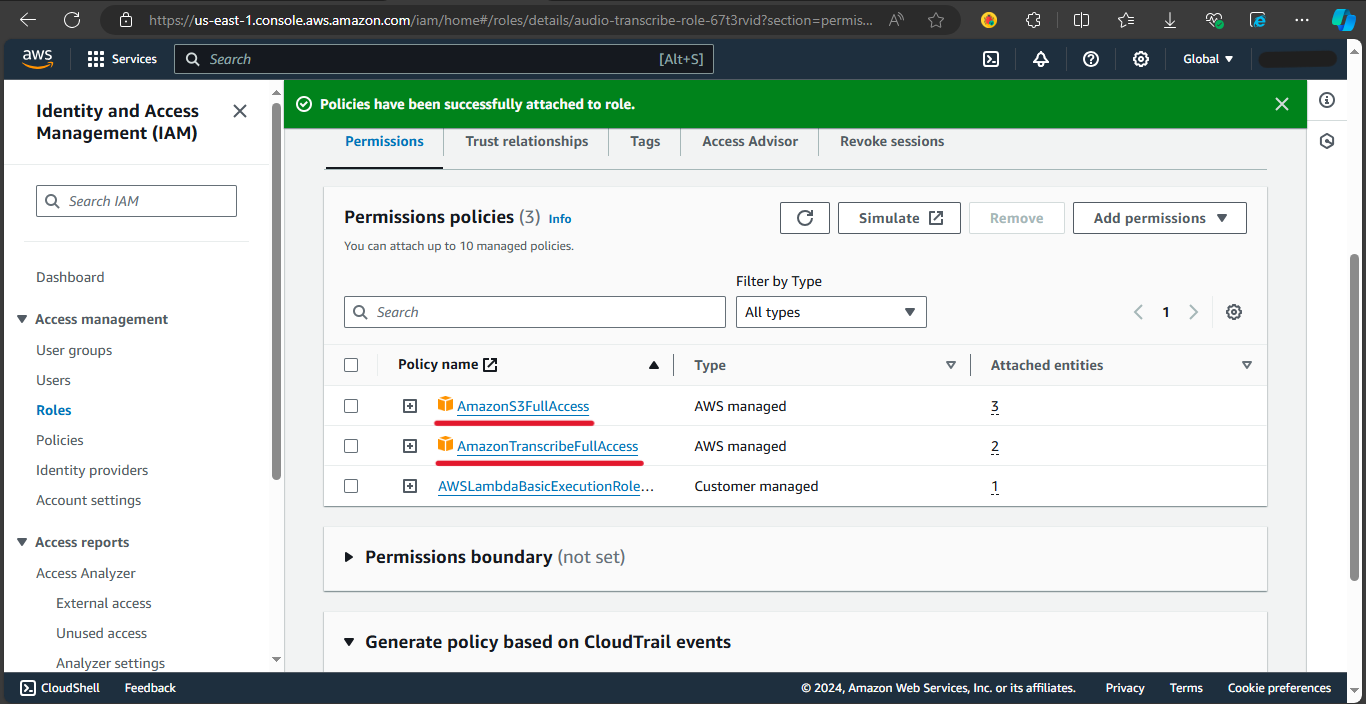 https://us-east-1.console.aws.amazon.com/iam/home#/roles/details/audio-transcribe-role-67t3rvid?section=permis...
aws
Services
Search
[Alt+S]
Global
Identity and Access Management (IAM)
Search IAM
Dashboard
Access management
User groups
Users
Roles
Policies
Identity providers
Account settings
Access reports
Access Analyzer
External access
Unused access
Analyzer settings
Policies have been successfully attached to role.
Permissions
Trust relationships
Tags
Access Advisor
Revoke sessions
Permissions policies (3) Info
Simulate
Remove
Add permissions
You can attach up to 10 managed policies.
Filter by Type
Search
All types
1
Policy name
Type
Attached entities
AmazonS3FullAccess
AWS managed
3
AmazonTranscribeFullAccess
AWS managed
2
AWSLambdaBasicExecutionRole...
Customer managed
1
Permissions boundary (not set)
Generate policy based on CloudTrail events
CloudShell
Feedback
© 2024, Amazon Web Services, Inc. or its affiliates.
Privacy
Terms
Cookie preferences